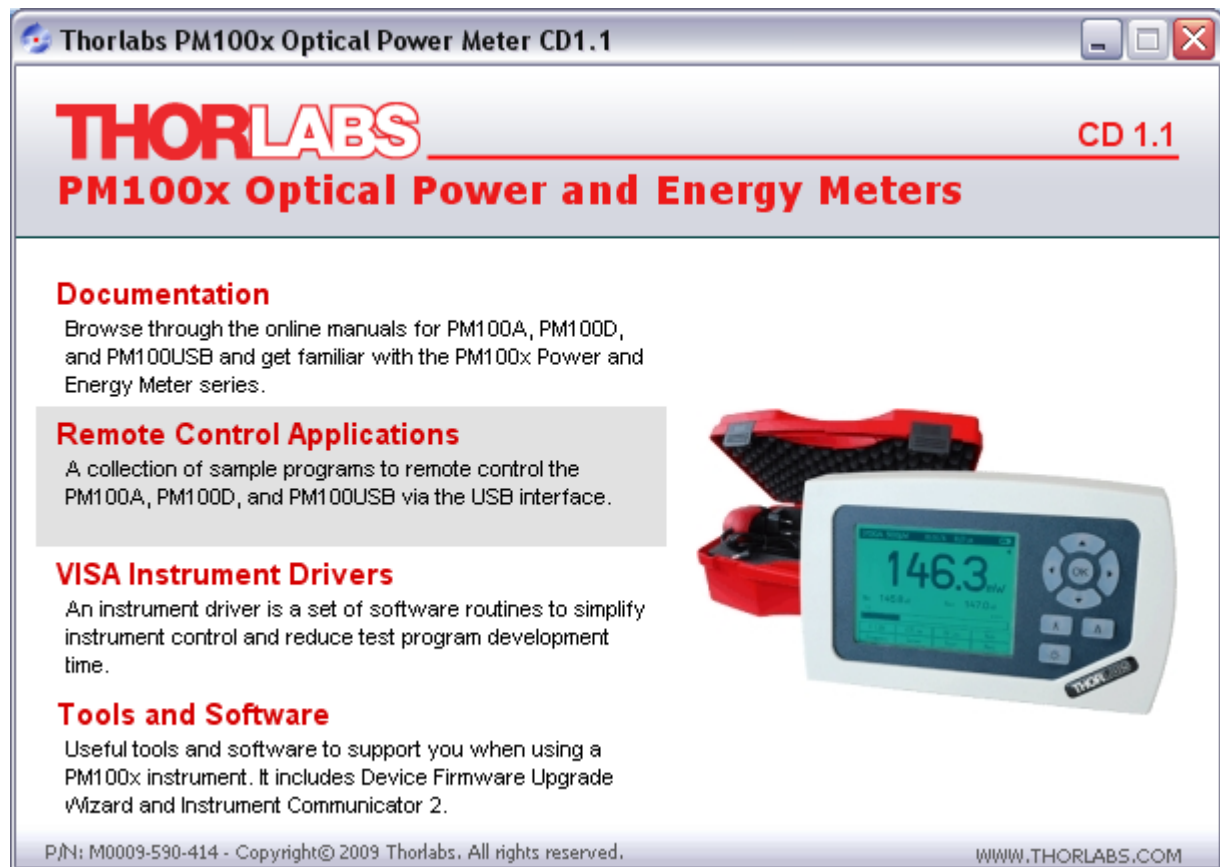 Thorlabs PM100x Optical Power Meter CD1.1
THORLABS
CD 1.1
PM100x Optical Power and Energy Meters
Documentation
Browse through the online manuals for PM100A, PM100D,
and PM100USB and get familiar with the PM100x Power and
Energy Meter series.
Remote Control Applications
A collection of sample programs to remote control the
PM100A, PM100D, and PM100USB via the USB interface.
VISA Instrument Drivers
An instrument driver is a set of software routines to simplify
instrument control and reduce test program development
time.
Tools and Software
Useful tools and software to support you when using a
PM100x instrument. It includes Device Firmware Upgrade
Wizard and Instrument Communicator 2.
146.3
OK
THORLABS
P/N: M0009-590-414 - Copyright© 2009 Thorlabs. All rights reserved.
WWW.THORLABS.COM